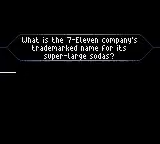 What is the 7-Eleven company's
trademarked name for its
super-large sodas?